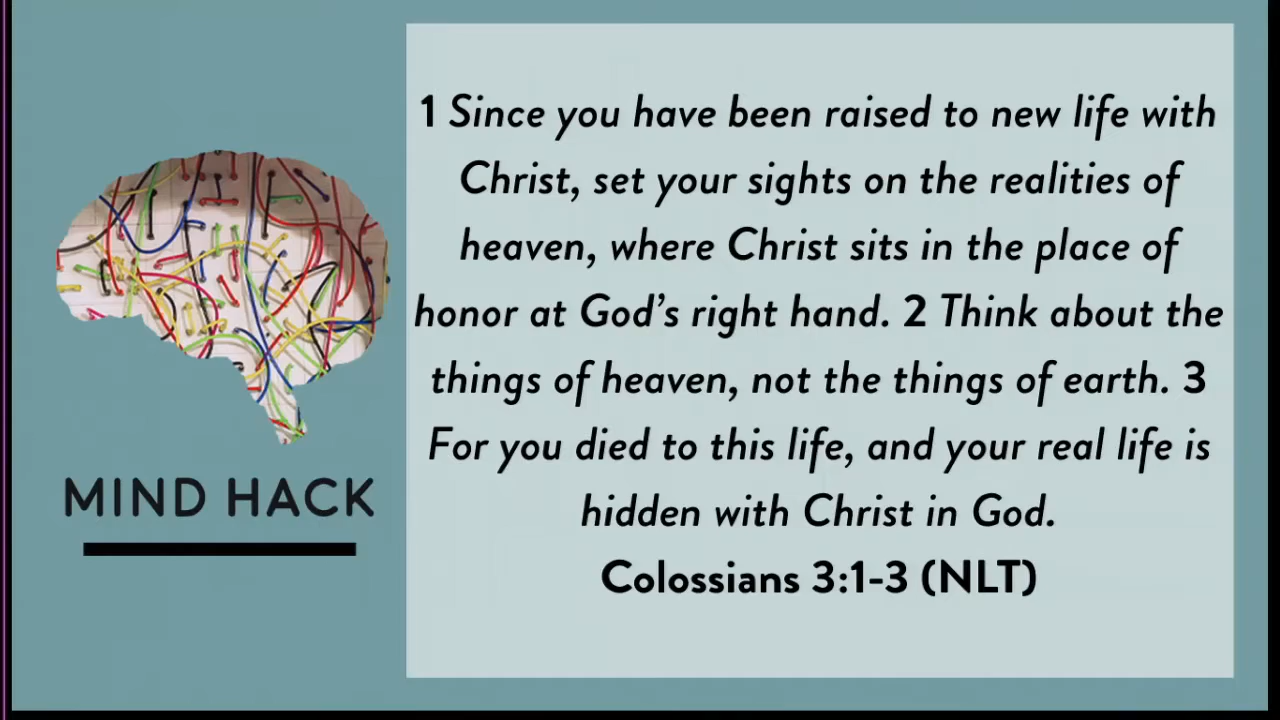 1 Since you have been raised to new life with
Christ, set your sights on the realities of
heaven, where Christ sits in the place of
honor at God’s right hand. 2 Think about the
things of heaven, not the things of earth. 3
For you died to this life, and your real life is
hidden with Christ in God.
Colossians 3:1-3 (NLT)
MIND HACK